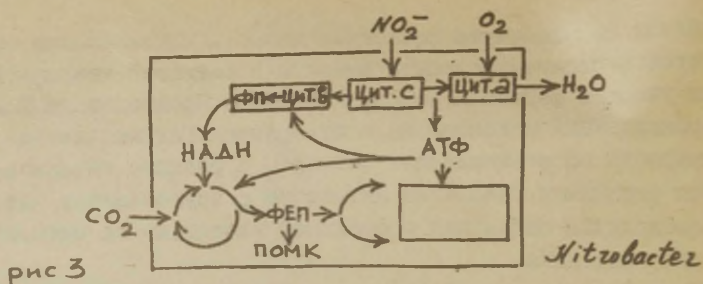 NO₂⁻ O₂
ФП←ЦИТ.b ЦИТ.C ЦИТ.a H₂O
НАДН АТФ
CO₂ ФЕП
ПОМК
рис 3 Nitrobacter